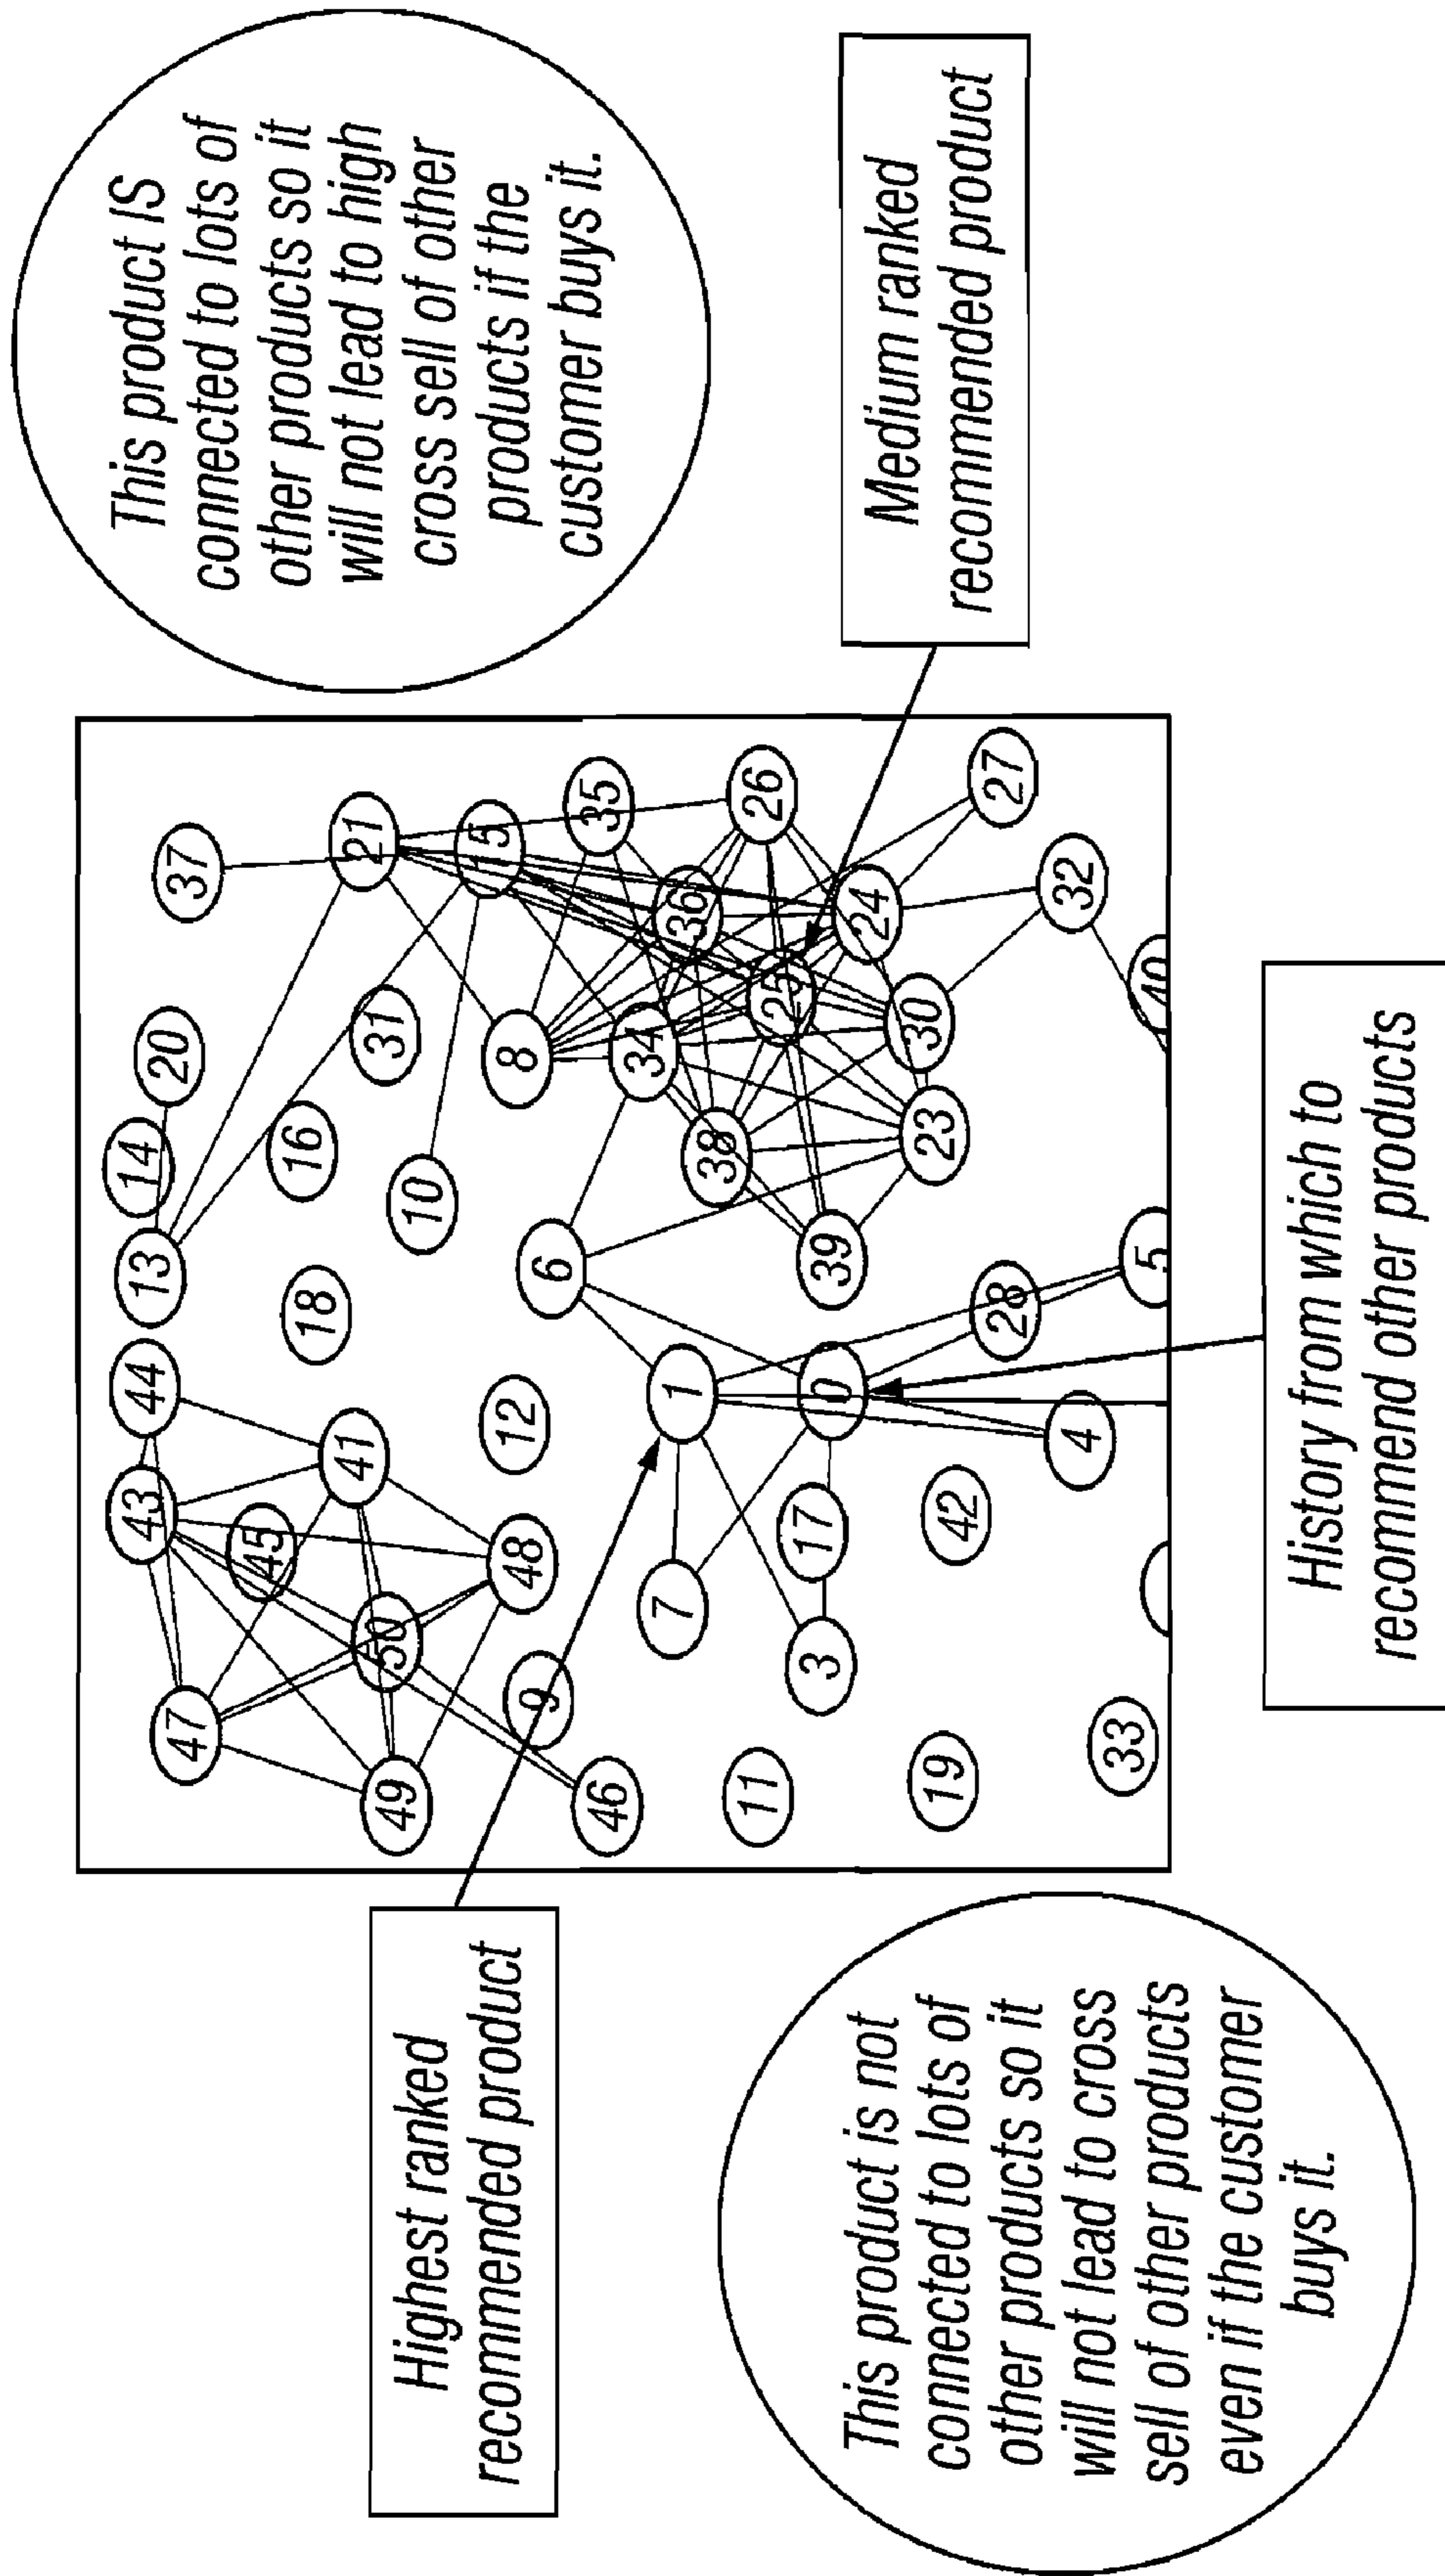 Highest ranked
recommended product
This product is not
connected to lots of
other products so it
will not lead to cross
sell of other products
even if the customer
buys it.
47
43
44
13
14
20
37
45
18
16
49
50
41
10
31
21
9
48
12
6
8
15
46
35
7
1
38
34
36
11
25
26
3
17
0
39
24
19
42
23
30
28
27
33
4
5
40
32
This product IS
connected to lots of
other products so it
will not lead to high
cross sell of other
products if the
customer buys it.
Medium ranked
recommended product
History from which to
recommend other products